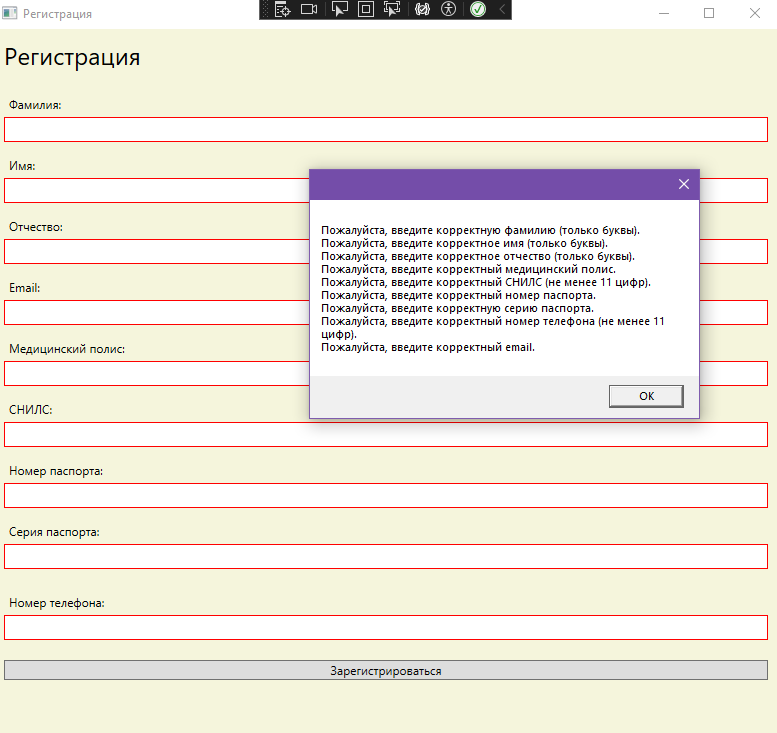 Регистрация
Регистрация
Фамилия:
Имя:
Отчество:
Email:
Медицинский полис:
СНИЛС:
Номер паспорта:
Серия паспорта:
Номер телефона:
Зарегистрироваться
Пожалуйста, введите корректную фамилию (только буквы).
Пожалуйста, введите корректное имя (только буквы).
Пожалуйста, введите корректное отчество (только буквы).
Пожалуйста, введите корректный медицинский полис.
Пожалуйста, введите корректный СНИЛС (не менее 11 цифр).
Пожалуйста, введите корректный номер паспорта.
Пожалуйста, введите корректную серию паспорта.
Пожалуйста, введите корректный номер телефона (не менее 11
цифр).
Пожалуйста, введите корректный email.
ОК